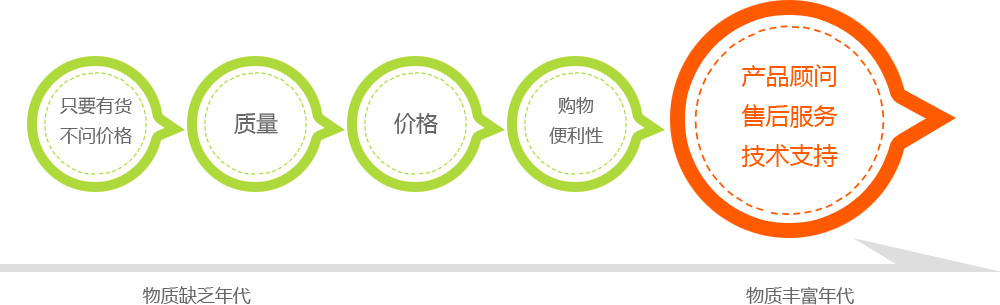 只要有货
不问价格
质量
价格
购物
便利性
产品顾问
售后服务
技术支持
物质缺乏年代
物质丰富年代